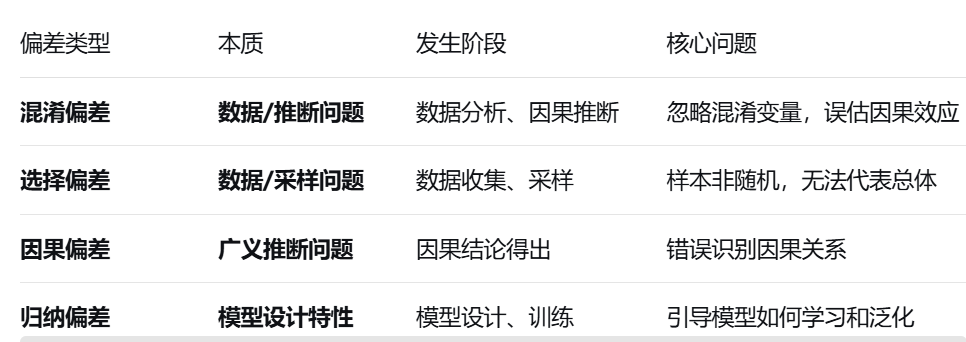 偏差类型 本质 发生阶段 核心问题
混淆偏差 数据/推断问题 数据分析、因果推断 忽略混淆变量，误估因果效应
选择偏差 数据/采样问题 数据收集、采样 样本非随机，无法代表总体
因果偏差 广义推断问题 因果结论得出 错误识别因果关系
归纳偏差 模型设计特性 模型设计、训练 引导模型如何学习和泛化